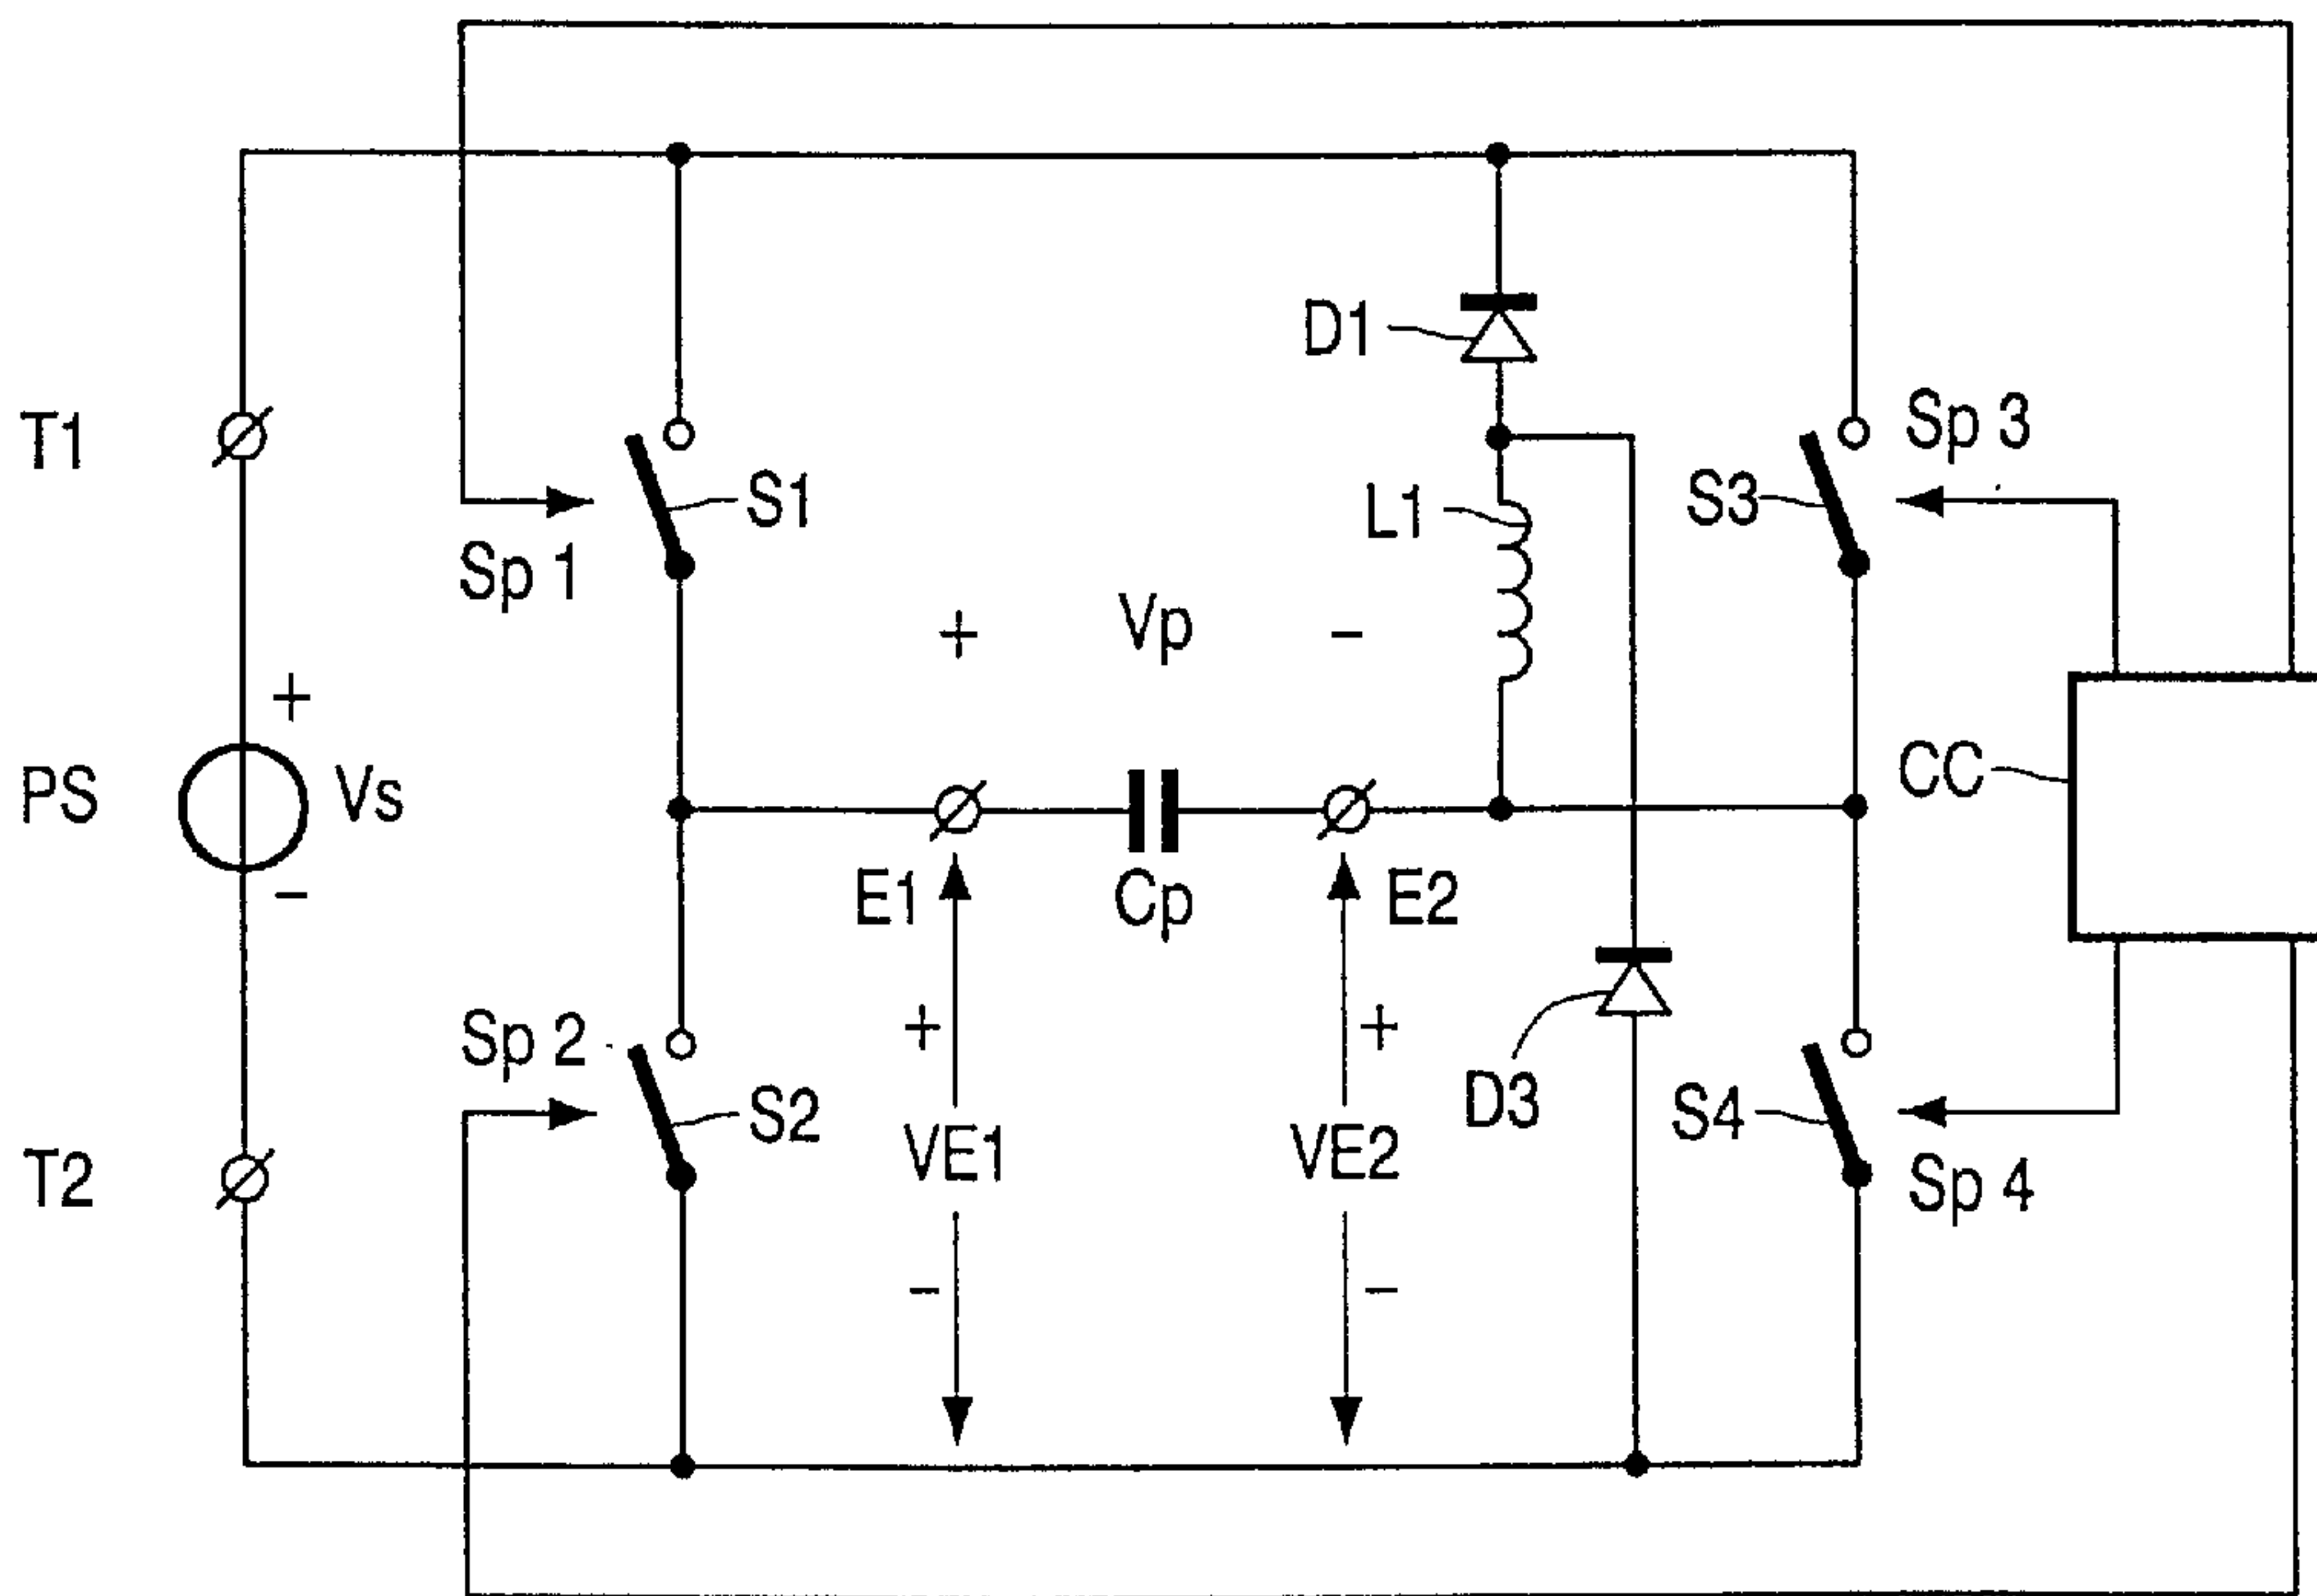 D1
T1
Sp 3
S1
L1
S3
Sp 1
+
Vp
-
+
PS
Vs
CC
-
E1
Cp
E2
Sp 2
+
+
D3
S2
S4
T2
VE1
VE2
Sp 4
-
-